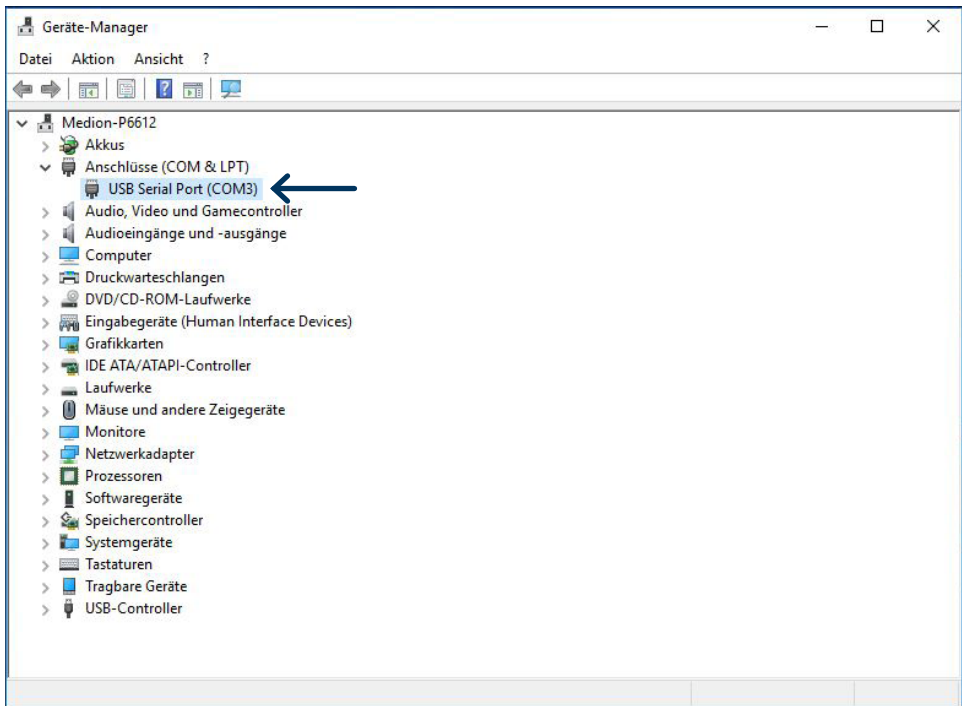 Geräte-Manager
Datei Aktion Ansicht ?
Medion-P6612
Akkus
Anschlüsse (COM & LPT)
USB Serial Port (COM3)
Audio, Video und Gamecontroller
Audioeingänge und -ausgänge
Computer
Druckwarteschlangen
DVD/CD-ROM-Laufwerke
Eingabegeräte (Human Interface Devices)
Grafikkarten
IDE ATA/ATAPI-Controller
Laufwerke
Mäuse und andere Zeigegeräte
Monitore
Netzwerkadapter
Prozessoren
Softwaregeräte
Speichercontroller
Systemgeräte
Tastaturen
Tragbare Geräte
USB-Controller